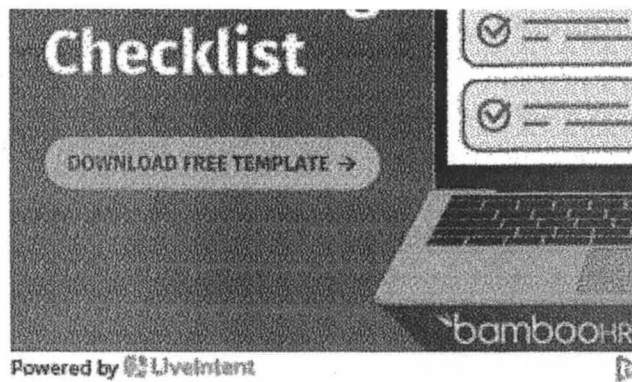 Checklist
DOWNLOAD FREE TEMPLATE →
bambooHR
Powered by LiveIntent